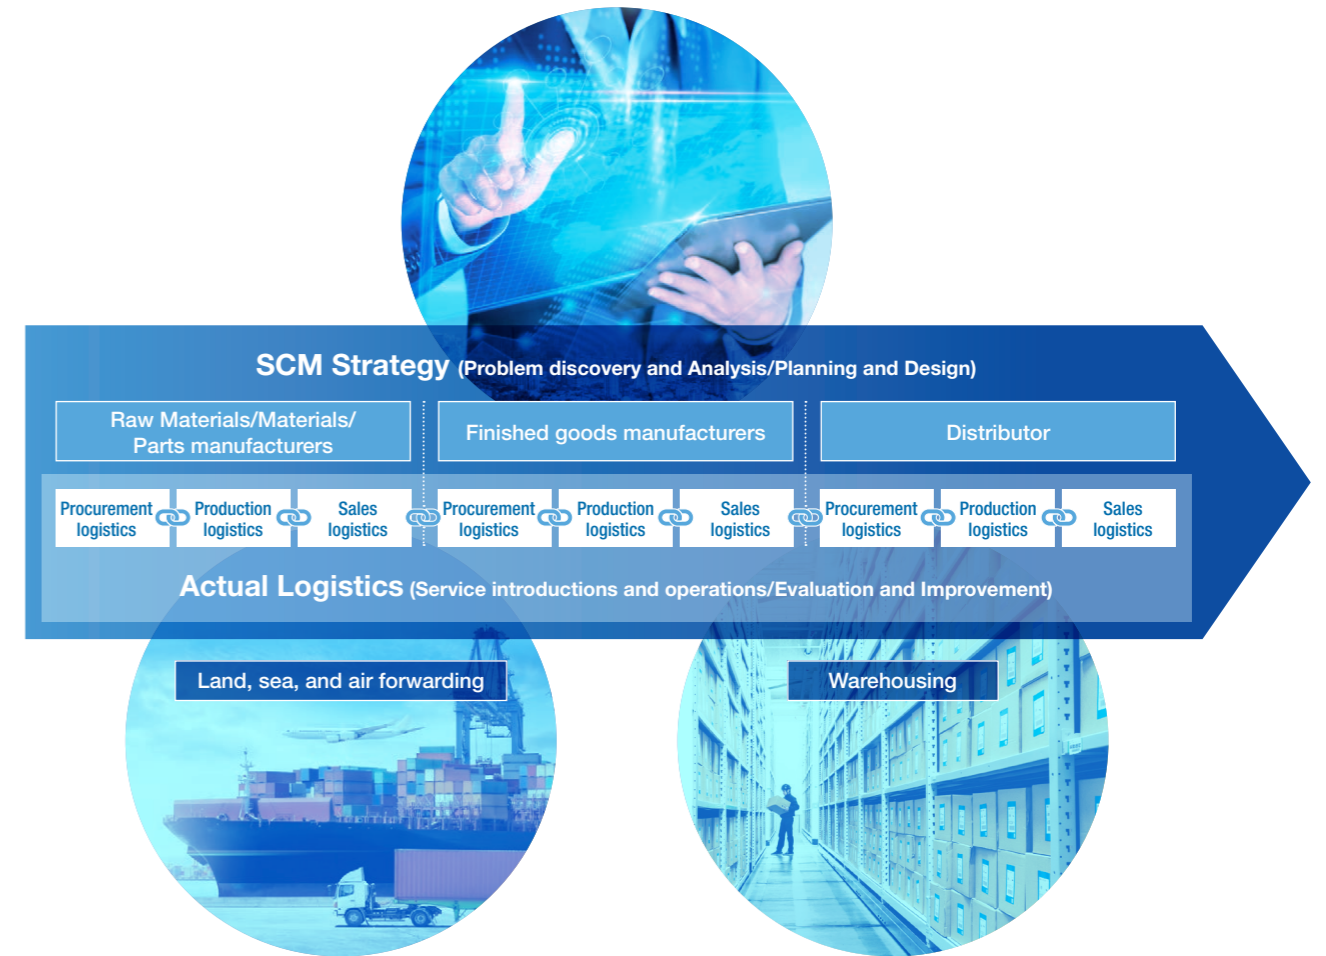 SCM Strategy (Problem discovery and Analysis/Planning and Design)
Raw Materials/Materials/
Parts manufacturers
Finished goods manufacturers
Distributor
Procurement
logistics
Production
logistics
Sales
logistics
Procurement
logistics
Production
logistics
Sales
logistics
Procurement
logistics
Production
logistics
Sales
logistics
Actual Logistics (Service introductions and operations/Evaluation and Improvement)
Land, sea, and air forwarding
Warehousing